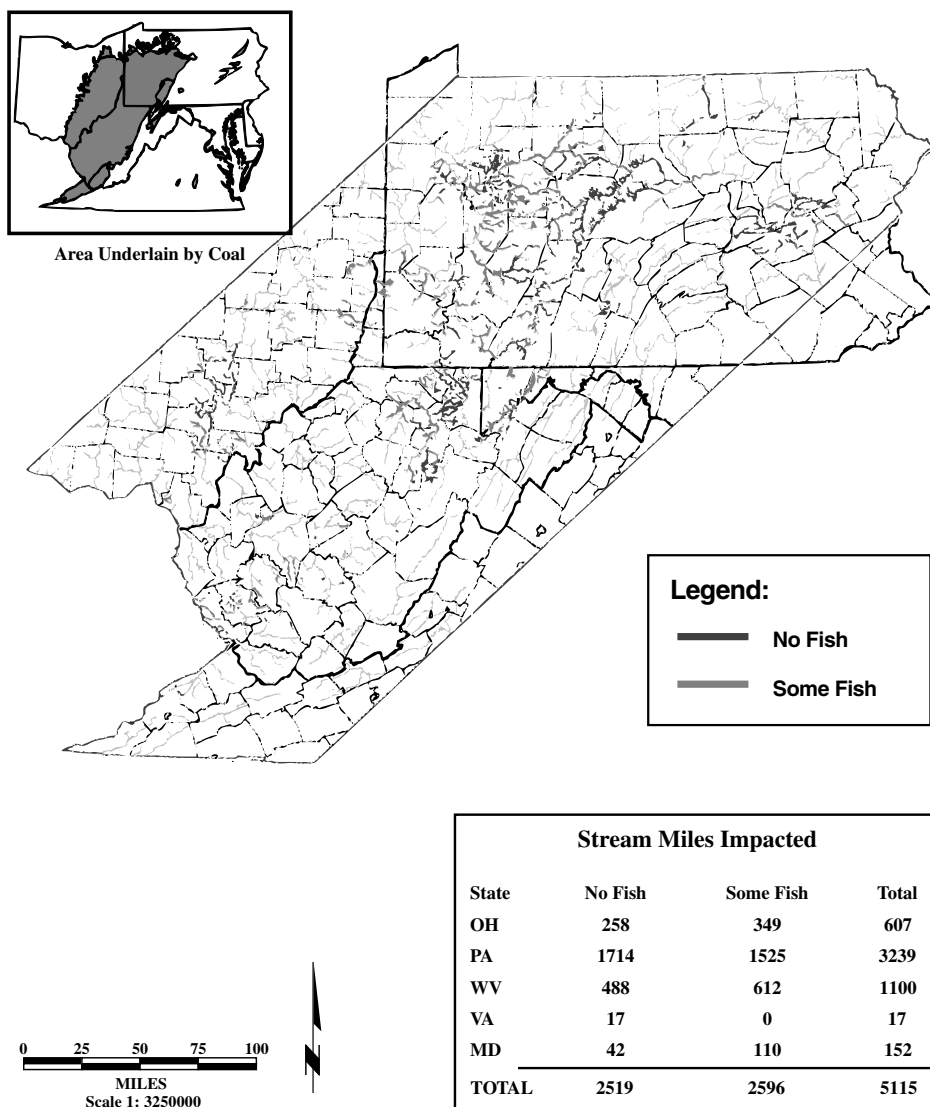 Area Underlain by Coal
Legend:
No Fish
Some Fish
Stream Miles Impacted
State No Fish Some Fish Total
OH 258 349 607
PA 1714 1525 3239
WV 488 612 1100
VA 17 0 17
MD 42 110 152
TOTAL 2519 2596 5115
N
0 25 50 75 100
MILES
Scale 1: 3250000